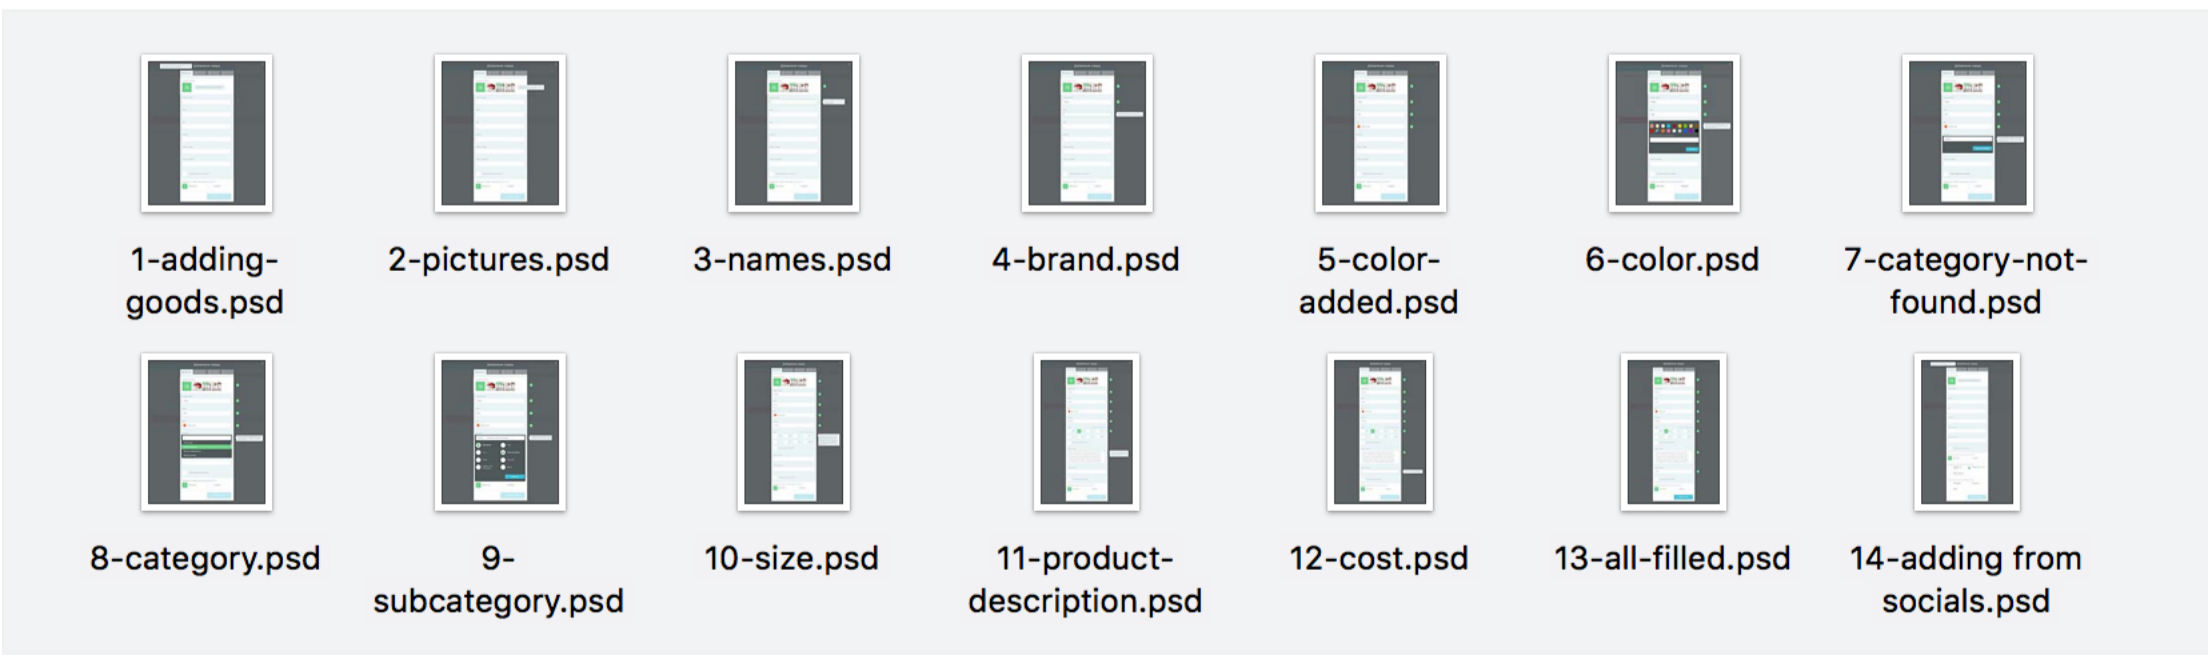 1-adding-
goods.psd
2-pictures.psd
3-names.psd
4-brand.psd
5-color-
added.psd
6-color.psd
7-category-not-
found.psd
8-category.psd
9-
subcategory.psd
10-size.psd
11-product-
description.psd
12-cost.psd
13-all-filled.psd
14-adding from
socials.psd